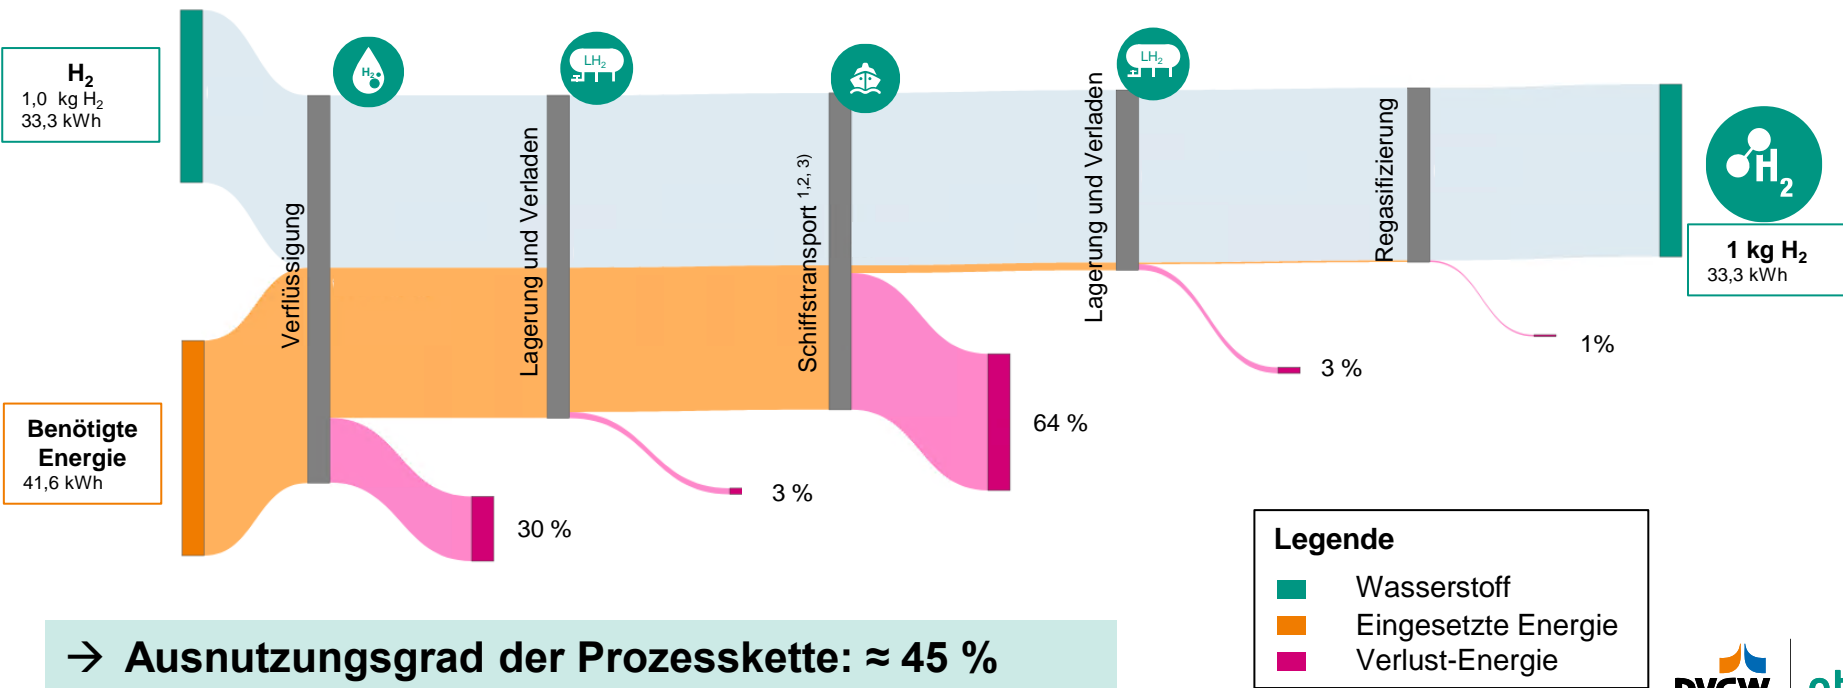 H₂
1,0 kg H₂
33,3 kWh
Benötigte
Energie
41,6 kWh
H₂
Verflüssigung
30 %
LH₂
Lagerung und Verladen
3 %
Schiffstransport ¹,²,³⁾
64 %
LH₂
Lagerung und Verladen
3 %
Regasifizierung
1%
H₂
1 kg H₂
33,3 kWh
Legende
Wasserstoff
Eingesetzte Energie
Verlust-Energie
→ Ausnutzungsgrad der Prozesskette: ≈ 45 %
DVGW